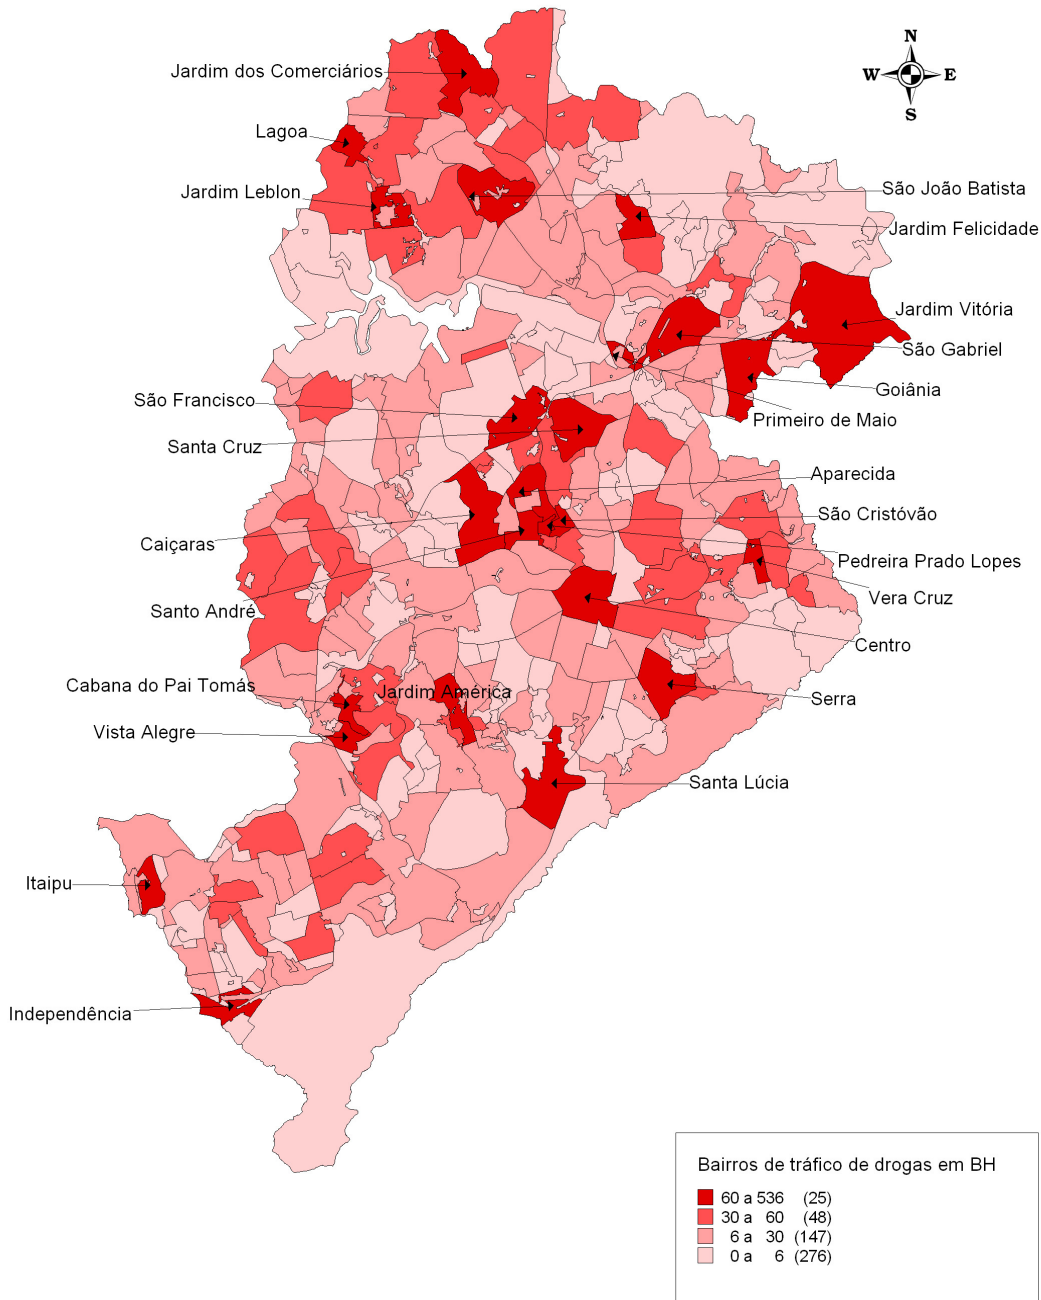 N
W E
S
Jardim dos Comerciários
Lagoa
Jardim Leblon
São João Batista
Jardim Felicidade
Jardim Vitória
São Gabriel
Goiânia
São Francisco
Primeiro de Maio
Santa Cruz
Aparecida
São Cristóvão
Caiçaras
Pedreira Prado Lopes
Vera Cruz
Santo André
Centro
Cabana do Pai Tomás
Jardim América
Serra
Vista Alegre
Santa Lúcia
Itaipu
Independência
Bairros de tráfico de drogas em BH
60 a 536 (25)
30 a 60 (48)
6 a 30 (147)
0 a 6 (276)